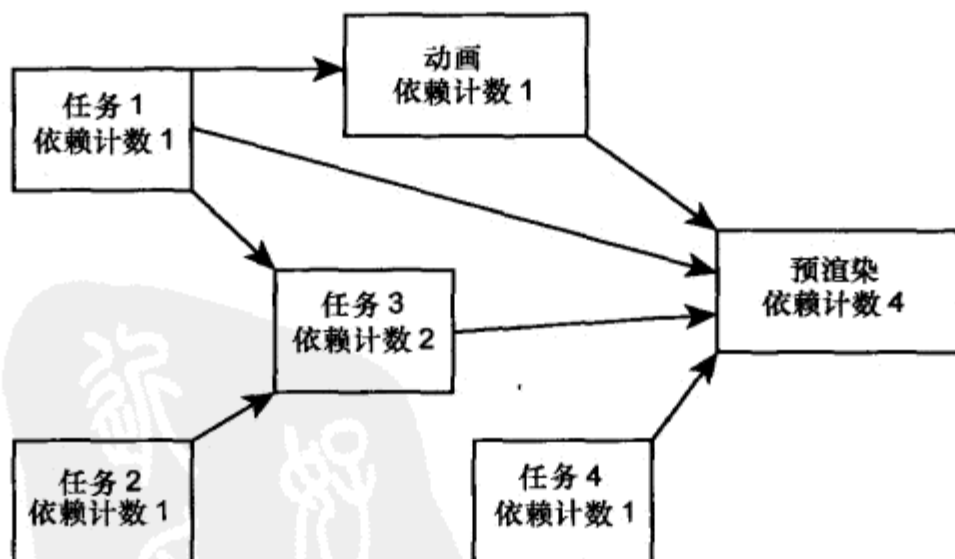 动画
依赖计数 1
任务 1
依赖计数 1
预渲染
依赖计数 4
任务 3
依赖计数 2
任务 2
依赖计数 1
任务 4
依赖计数 1